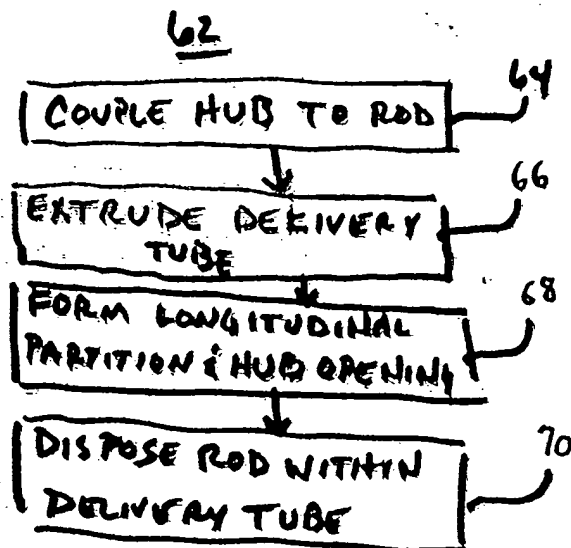 62
COUPLE HUB TO ROD
64
EXTRUDE DELIVERY
TUBE
66
FORM LONGITUDINAL
PARTITION & HUB OPENING
68
DISPOSE ROD WITHIN
DELIVERY TUBE
70